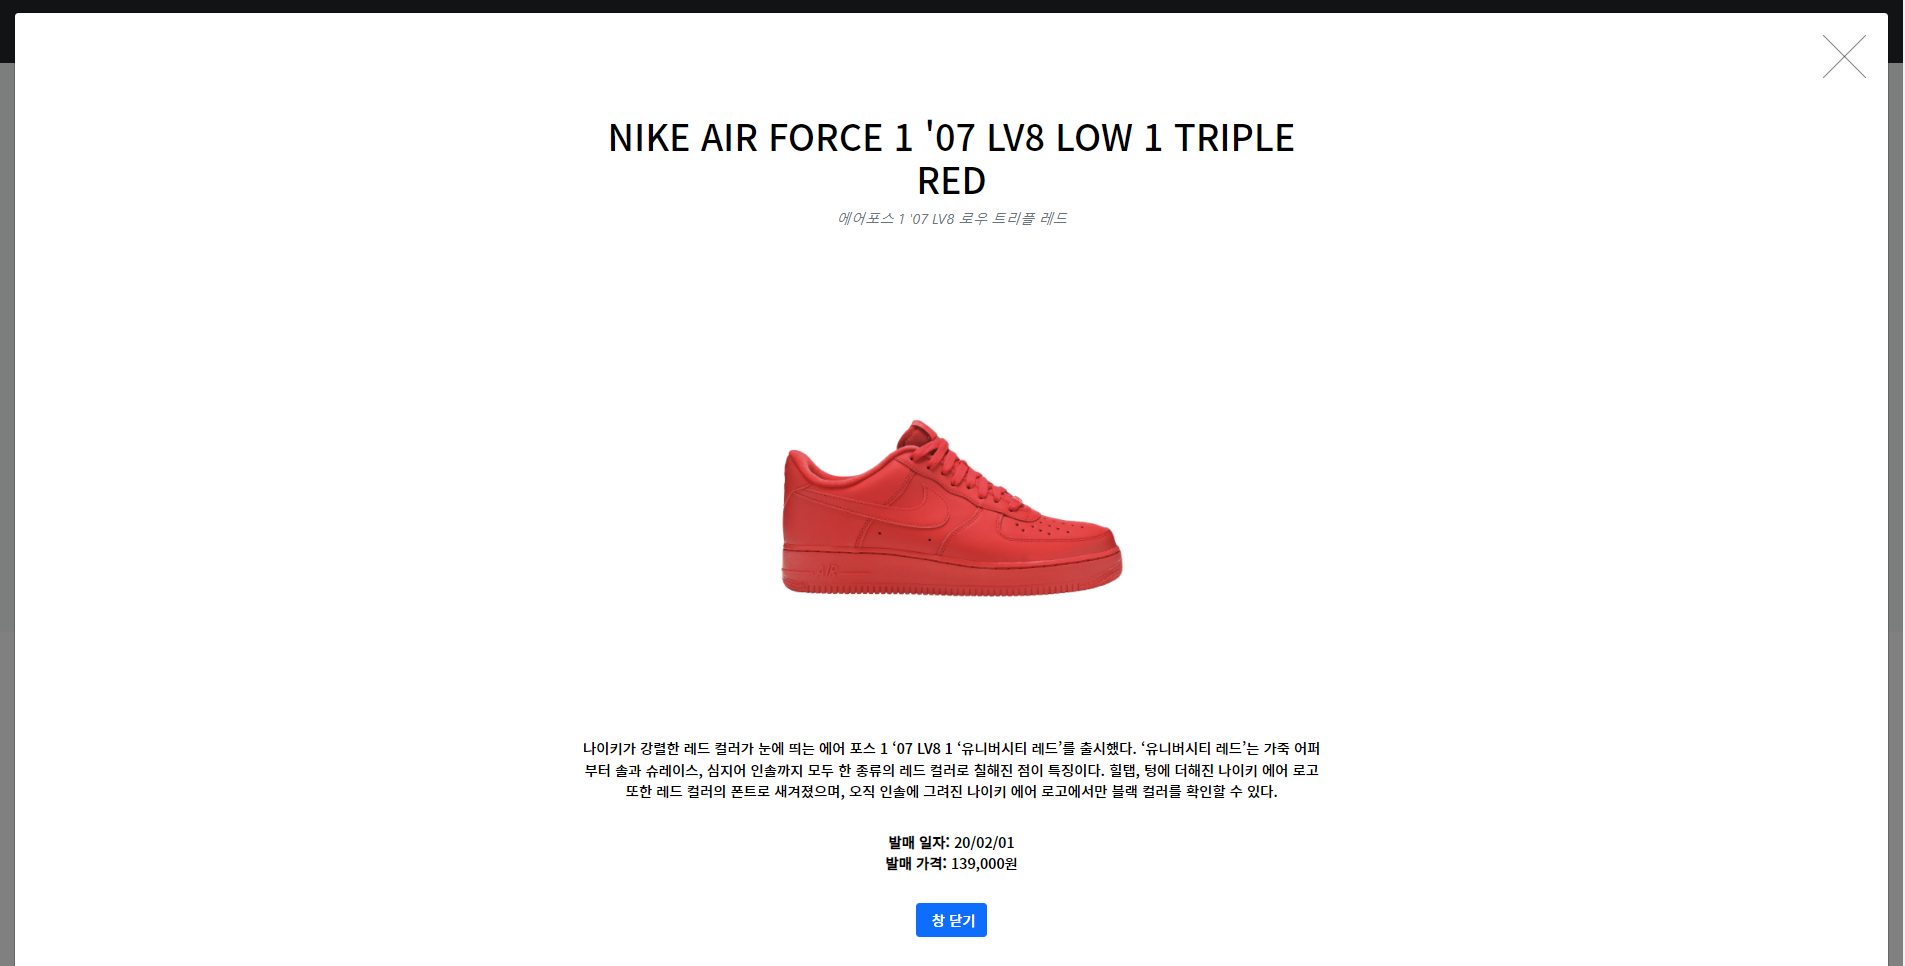 NIKE AIR FORCE 1 '07 LV8 LOW 1 TRIPLE
RED
에어포스 1 '07 LV8 로우 트리플 레드
AIR
나이키가 강렬한 레드 컬러가 눈에 띄는 에어 포스 1 ‘07 LV8 1 ‘유니버시티 레드’를 출시했다. ‘유니버시티 레드’는 가죽 어퍼
부터 솔과 슈레이스, 심지어 인솔까지 모두 한 종류의 레드 컬러로 칠해진 점이 특징이다. 힐탭, 텅에 더해진 나이키 에어 로고
또한 레드 컬러의 폰트로 새겨졌으며, 오직 인솔에 그려진 나이키 에어 로고에서만 블랙 컬러를 확인할 수 있다.
발매 일자: 20/02/01
발매 가격: 139,000원
창 닫기